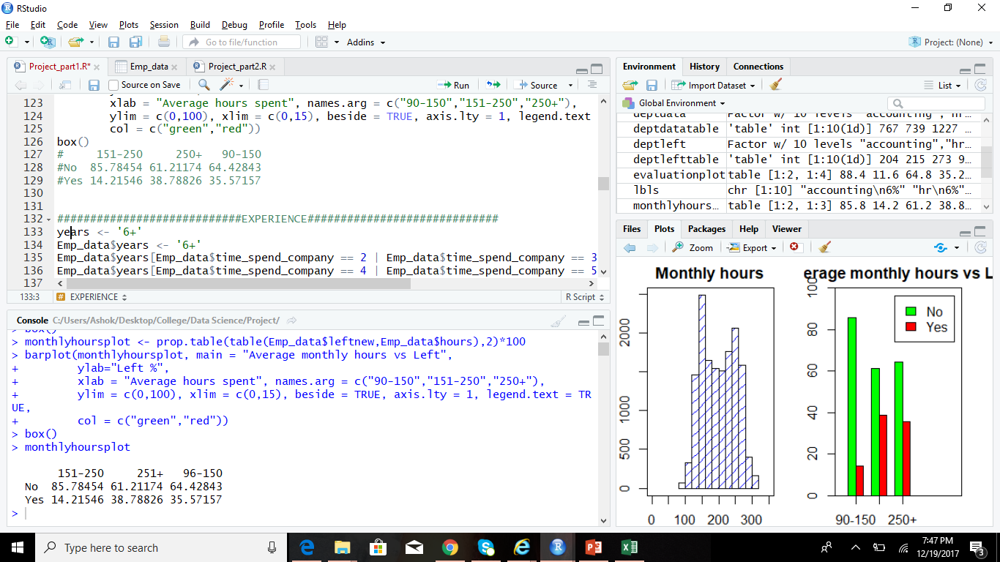 RStudio
File Edit Code View Plots Session Build Debug Profile Tools Help
Go to file/function Addins Project: (None)
Project_part1.R* Emp_data Project_part2.R
Source on Save Run Source
123 xlab = "Average hours spent", names.arg = c("90-150","151-250","250+"),
124 ylim = c(0,100), xlim = c(0,15), beside = TRUE, axis.lty = 1, legend.text
125 col = c("green","red"))
126 box()
127 # 151-250 250+ 90-150
128 #No 85.78454 61.21174 64.42843
129 #Yes 14.21546 38.78826 35.57157
130
131
132 ############################EXPERIENCE#############################
133 years <- '6+'
134 Emp_data$years <- '6+'
135 Emp_data$years[Emp_data$time_spend_company == 2 | Emp_data$time_spend_company == 3
136 Emp_data$years[Emp_data$time_spend_company == 4 | Emp_data$time_spend_company == 5
137
133:3 # EXPERIENCE R Script
Console C:/Users/Ashok/Desktop/College/Data Science/Project/
> box()
> monthlyhoursplot <- prop.table(table(Emp_data$leftnew,Emp_data$hours),2)*100
> barplot(monthlyhoursplot, main = "Average monthly hours vs Left",
+ ylab="Left %",
+ xlab = "Average hours spent", names.arg = c("90-150","151-250","250+"),
+ ylim = c(0,100), xlim = c(0,15), beside = TRUE, axis.lty = 1, legend.text = TR
UE,
+ col = c("green","red"))
> box()
> monthlyhoursplot
151-250 251+ 96-150
No 85.78454 61.21174 64.42843
Yes 14.21546 38.78826 35.57157
>
Environment History Connections
Import Dataset List
Global Environment
deptdata Factor w/ 10 levels "accounting","hr…
deptdatatable 'table' int [1:10(1d)] 767 739 1227 …
deptleft Factor w/ 10 levels "accounting","hr…
deptlefttable 'table' int [1:10(1d)] 204 215 273 9…
evaluationplot table [1:2, 1:4] 88.4 11.6 64.8 35.2…
lbls chr [1:10] "accounting\n6%" "hr\n6%"…
monthlyhours… table [1:2, 1:3] 85.8 14.2 61.2 38.8…
Files Plots Packages Help Viewer
Zoom Export
Monthly hours
0 500 1000 2000
0 100 200 300
erage monthly hours vs L
No
Yes
0 20 40 60 80 100
90-150 250+
Type here to search
7:47 PM
12/19/2017
3